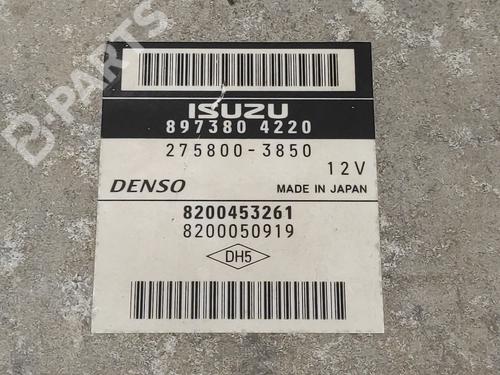 B-PARTS
ISUZU
897380 4220
275800-3850
12V
DENSO
MADE IN JAPAN
8200453261
8200050919
DH5